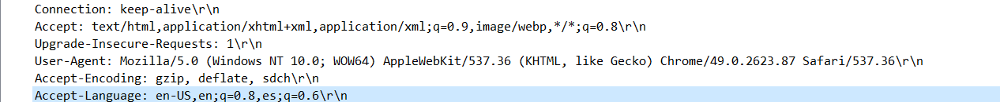 Connection: keep-alive\r\n
Accept: text/html,application/xhtml+xml,application/xml;q=0.9,image/webp,*/*;q=0.8\r\n
Upgrade-Insecure-Requests: 1\r\n
User-Agent: Mozilla/5.0 (Windows NT 10.0; WOW64) AppleWebKit/537.36 (KHTML, like Gecko) Chrome/49.0.2623.87 Safari/537.36\r\n
Accept-Encoding: gzip, deflate, sdch\r\n
Accept-Language: en-US,en;q=0.8,es;q=0.6\r\n